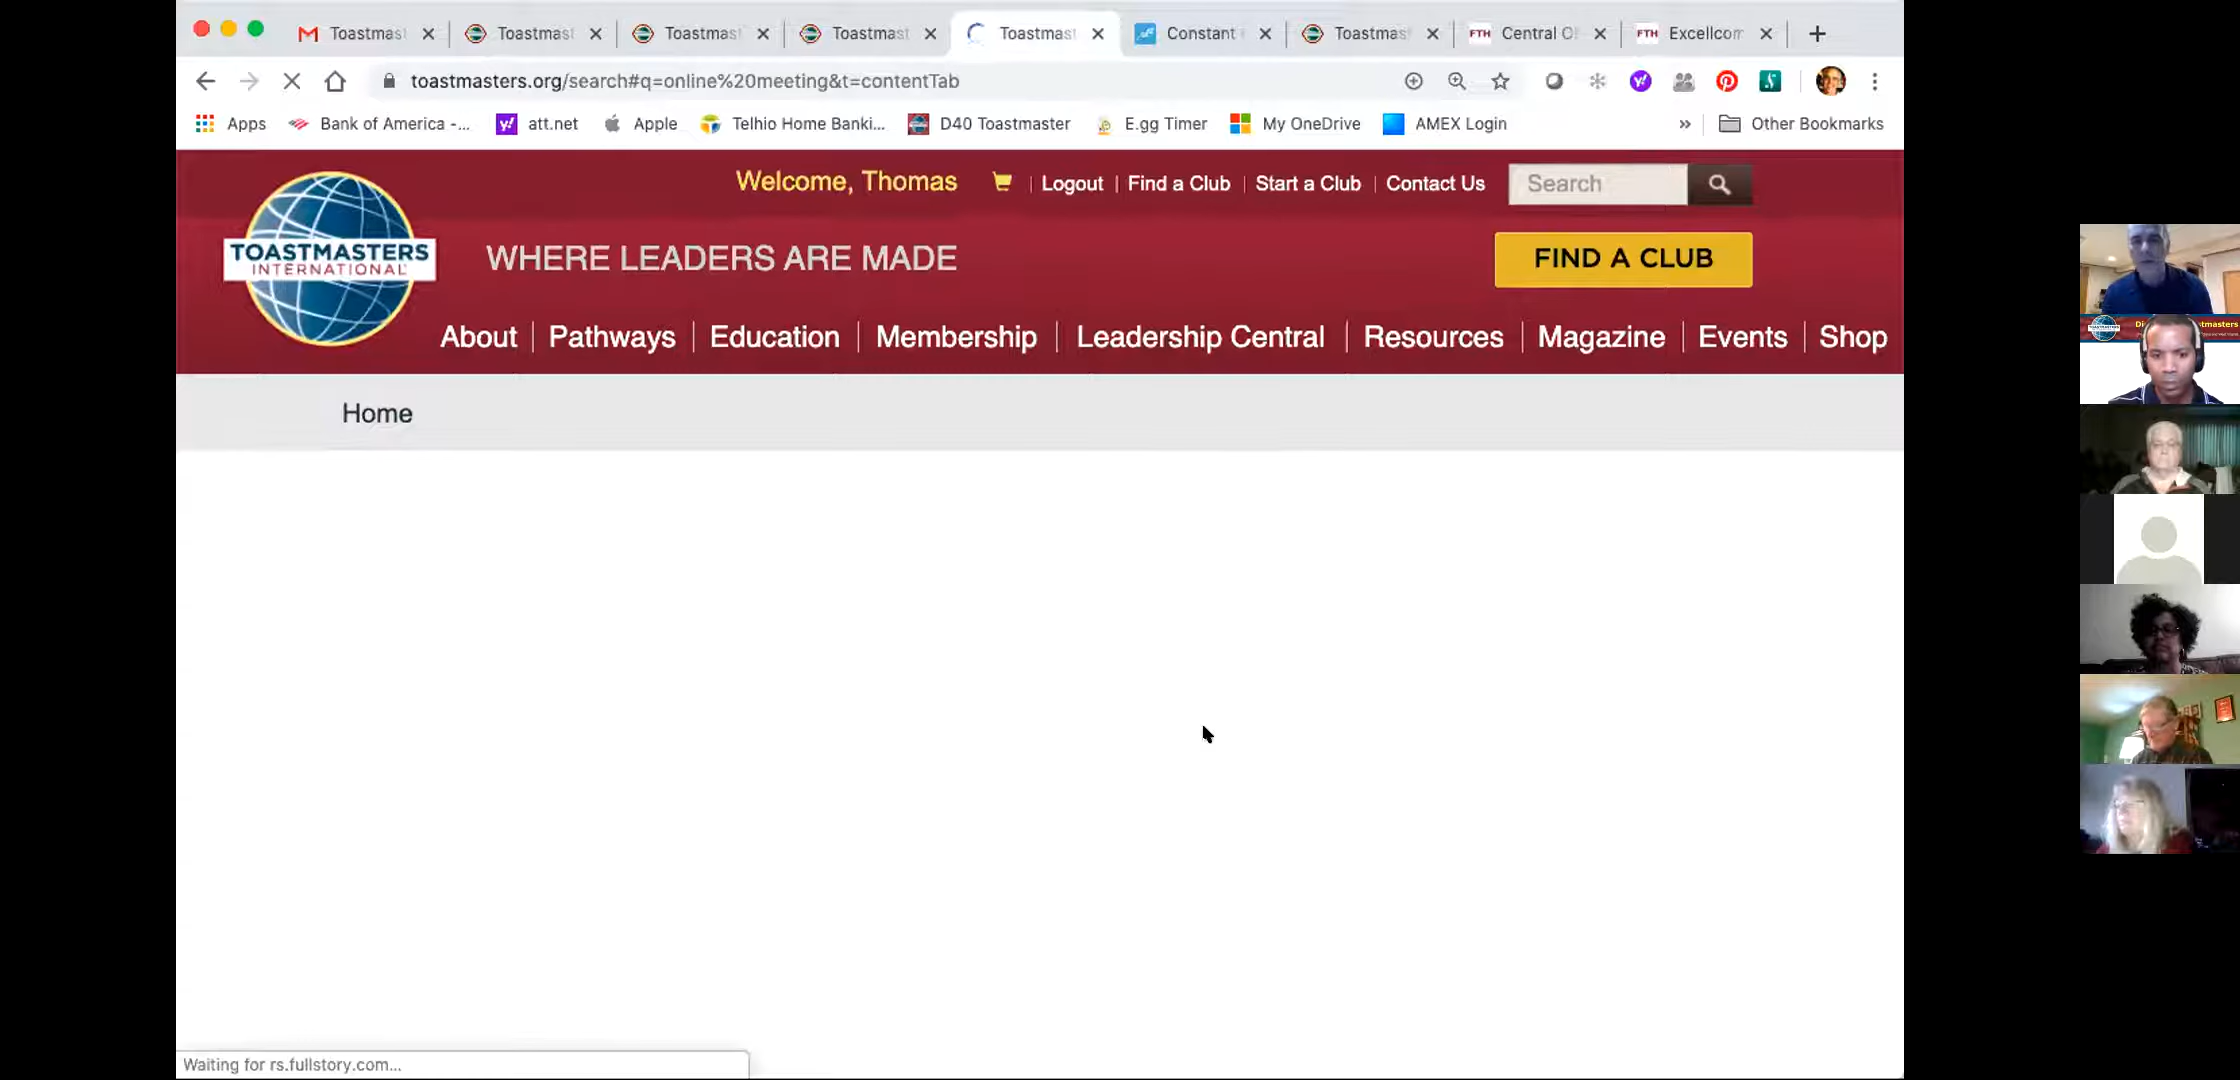 Toastmas
Toastmast
Toastmas
Toastmast
Toastmast
Constant
Toastmas
FTH Central O
FTH Excellcom
toastmasters.org/search#q=online%20meeting&t=contentTab
Apps
Bank of America -...
att.net
Apple
Telhio Home Banki...
D40 Toastmaster
E.gg Timer
My OneDrive
AMEX Login
»
Other Bookmarks
Welcome, Thomas
Logout | Find a Club | Start a Club | Contact Us
Search
TOASTMASTERS
INTERNATIONAL
WHERE LEADERS ARE MADE
FIND A CLUB
About | Pathways | Education | Membership | Leadership Central | Resources | Magazine | Events | Shop
Home
Waiting for rs.fullstory.com...